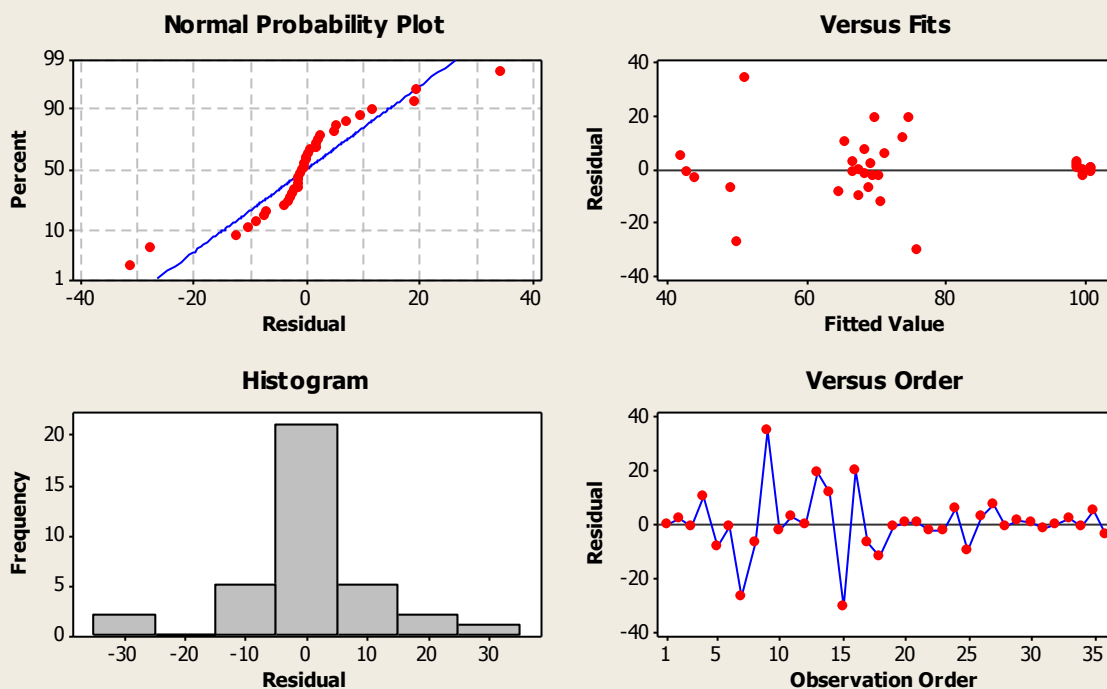 Normal Probability Plot
99
90
50
10
1
Percent
-40 -20 0 20 40
Residual
Versus Fits
40
20
0
-20
-40
Residual
40 60 80 100
Fitted Value
Histogram
20
15
10
5
0
Frequency
-30 -20 -10 0 10 20 30
Residual
Versus Order
40
20
0
-20
-40
Residual
1 5 10 15 20 25 30 35
Observation Order